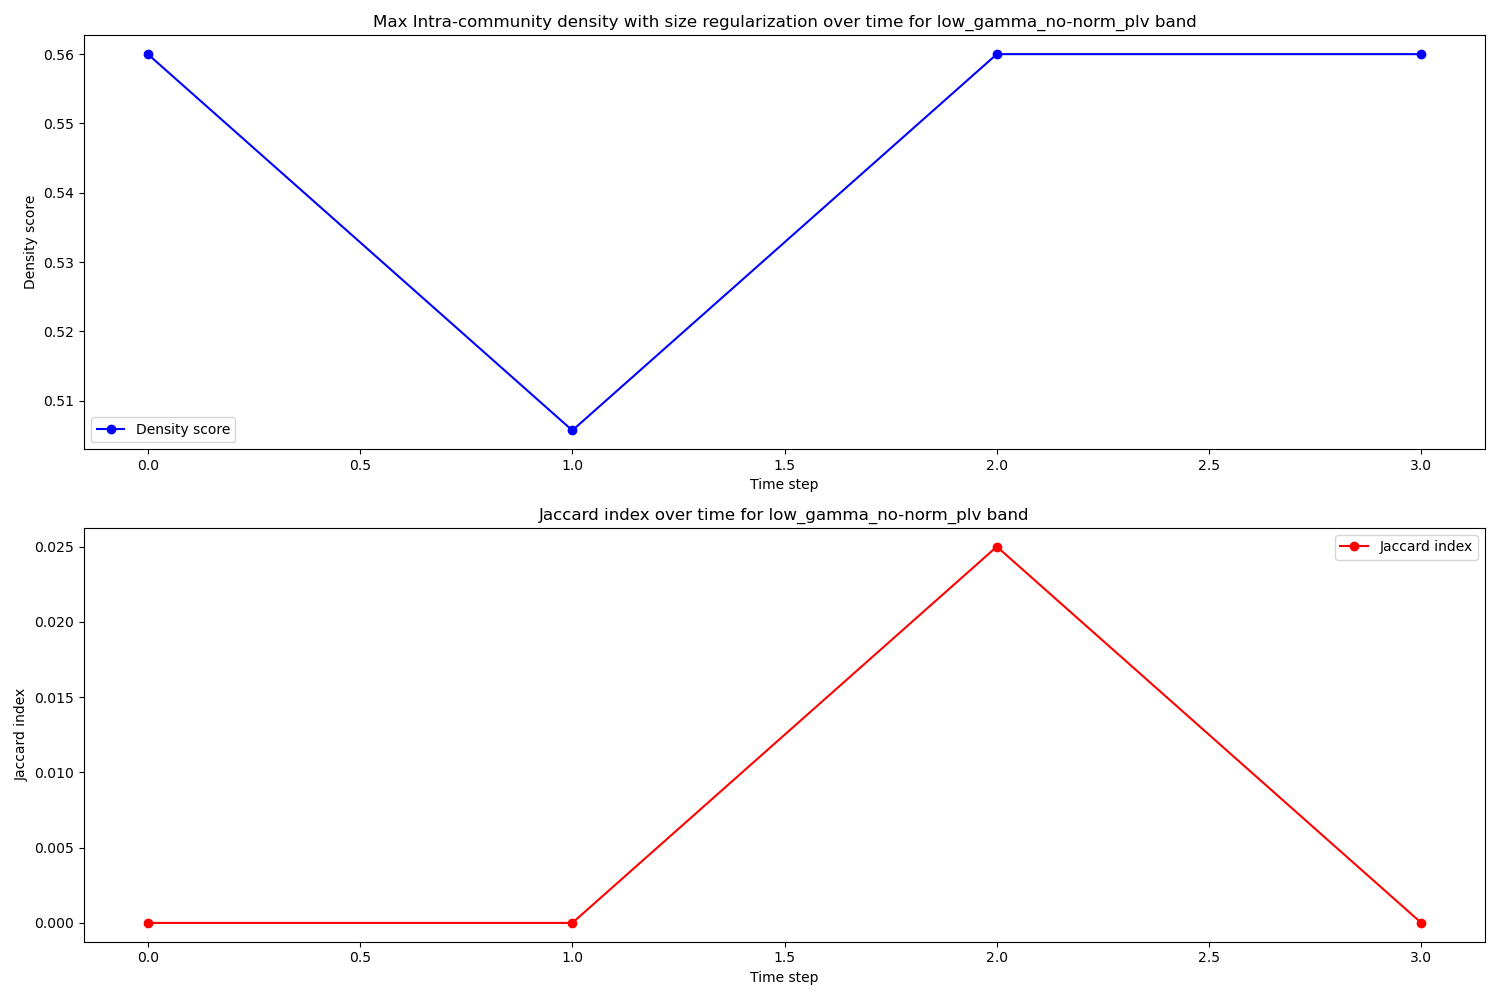 Max Intra-community density with size regularization over time for low_gamma_no-norm_plv band
0.56
0.55
0.54
0.53
0.52
0.51
Density score
Density score
0.0 0.5 1.0 1.5 2.0 2.5 3.0
Time step
Jaccard index over time for low_gamma_no-norm_plv band
0.025
0.020
0.015
0.010
0.005
0.000
Jaccard index
Jaccard index
0.0 0.5 1.0 1.5 2.0 2.5 3.0
Time step